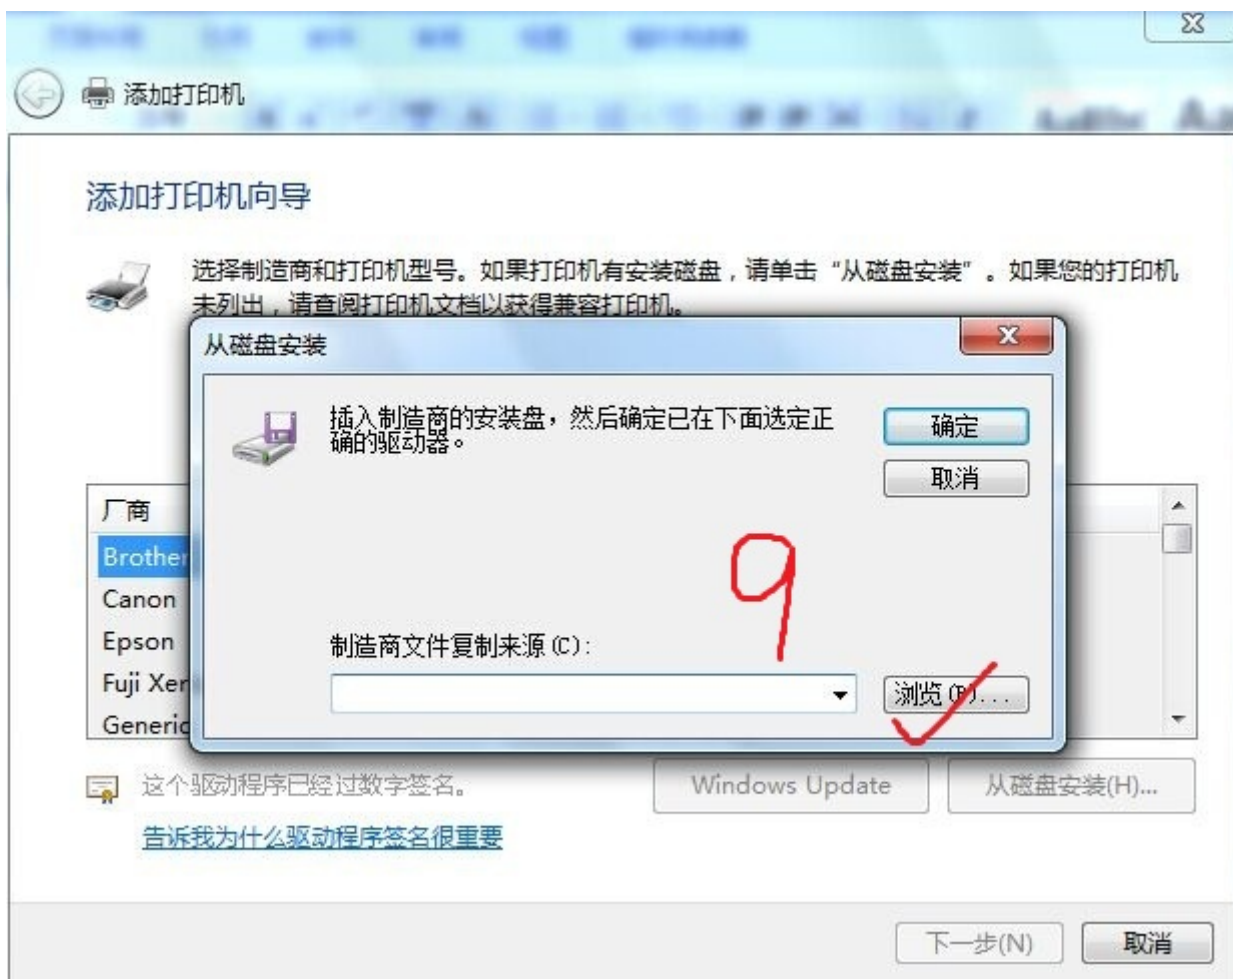 添加打印机
添加打印机向导
选择制造商和打印机型号。如果打印机有安装磁盘，请单击“从磁盘安装”。如果您的打印机
未列出，请查阅打印机文档以获得兼容打印机。
从磁盘安装
插入制造商的安装盘，然后确定已在下面选定正
确的驱动器。
确定
取消
厂商
Brother
Canon
Epson
Fuji Xer
Generic
9
制造商文件复制来源(C):
浏览(B)...
这个驱动程序已经过数字签名。
Windows Update
从磁盘安装(H)...
告诉我为什么驱动程序签名很重要
下一步(N)
取消